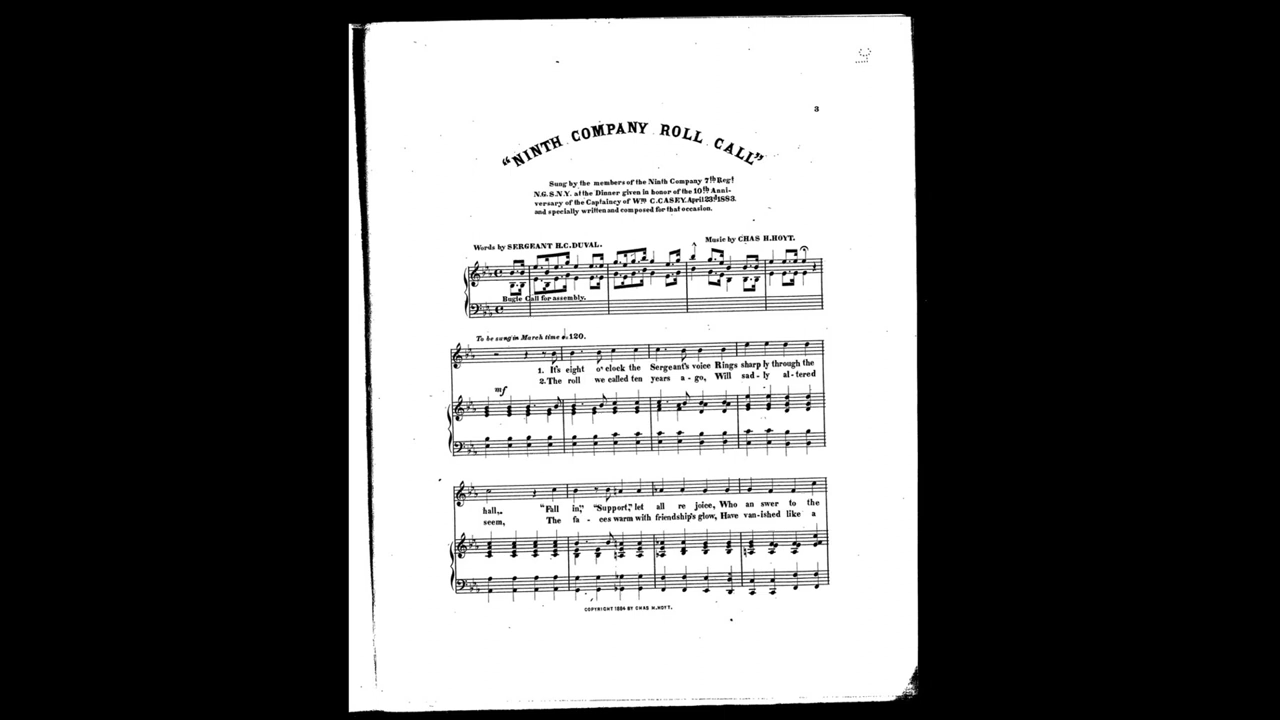 3
"NINTH COMPANY ROLL CALL"
Sung by the members of the Ninth Company 7th Regt
N.G.S.N.Y. at the Dinner given in honor of the 10th Anni-
versary of the Captaincy of Wm C. CASEY. April 23d 1883.
and specially written and composed for that occasion.
Words by SERGEANT H.C.DUVAL.
Music by CHAS H.HOYT.
Bugle Call for assembly.
To be sung in March time 120.
1. It's eight o' clock the Sergeant's voice Rings sharp ly through the
2. The roll we called ten years a - go, Will sad - ly al - tered
mf
hall,. "Fall in," "Support," let all re joice, Who an swer to the
seem, The fa - ces warm with friendship's glow, Have van - ished like a
COPYRIGHT 1884 BY CHAS H.HOYT.